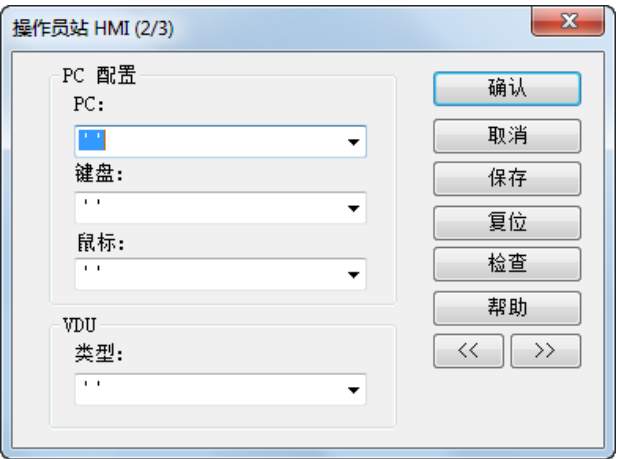 操作员站 HMI (2/3)
PC 配置
PC:
' '
键盘:
' '
鼠标:
' '
VDU
类型:
' '
确认
取消
保存
复位
检查
帮助
<< >>